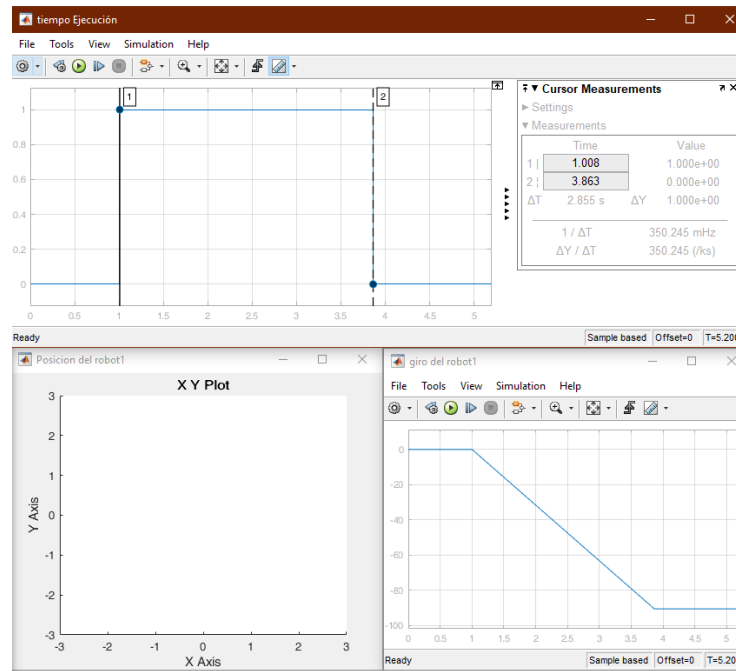 tiempo Ejecución
File Tools View Simulation Help
1
2
1
0.8
0.6
0.4
0.2
0
0 0.5 1 1.5 2 2.5 3 3.5 4 4.5 5
Cursor Measurements
Settings
Measurements
Time Value
1 | 1.008 1.000e+00
2 ¦ 3.863 0.000e+00
ΔT 2.855 s ΔY 1.000e+00
1 / ΔT 350.245 mHz
ΔY / ΔT 350.245 (/ks)
Ready Sample based Offset=0 T=5.200
Posicion del robot1
X Y Plot
3
2
1
0
-1
-2
-3
-3 -2 -1 0 1 2 3
Y Axis
X Axis
giro del robot1
File Tools View Simulation Help
0
-20
-40
-60
-80
-100
0 0.5 1 1.5 2 2.5 3 3.5 4 4.5 5
Ready Sample based Offset=0 T=5.200